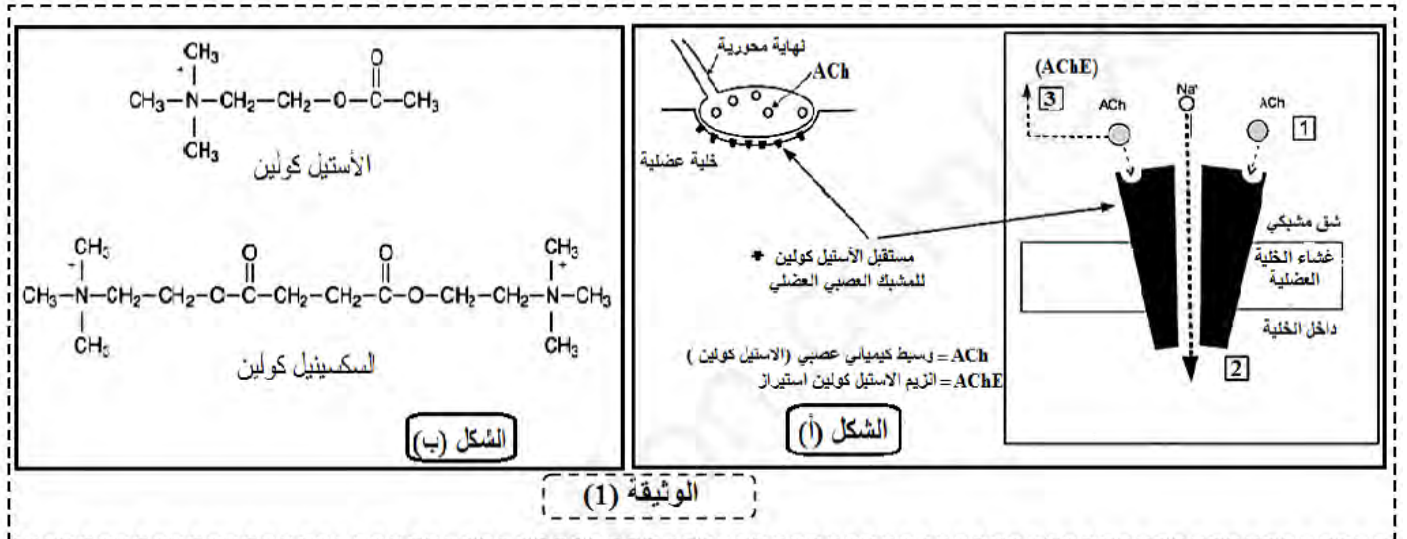 CH₃
+
CH₃–N–CH₂–CH₂–O–C–CH₃
O
CH₃
الأستيل كولين
CH₃ O O CH₃
+ +
CH₃–N–CH₂–CH₂–O–C–CH₂–CH₂–C–O–CH₂–CH₂–N–CH₃
CH₃ CH₃
السكسينيل كولين
الشكل (ب)
نهاية محورية
ACh
خلية عضلية
مستقبل الأستيل كولين *
للمشبك العصبي العضلي
ACh = وسيط كيميائي عصبي (الاستيل كولين )
AChE = انزيم الاستيل كولين استيراز
الشكل (أ)
(AChE)
3
ACh
Na⁺
ACh
1
شق مشبكي
غشاء الخلية
العضلية
داخل الخلية
2
الوثيقة (1)